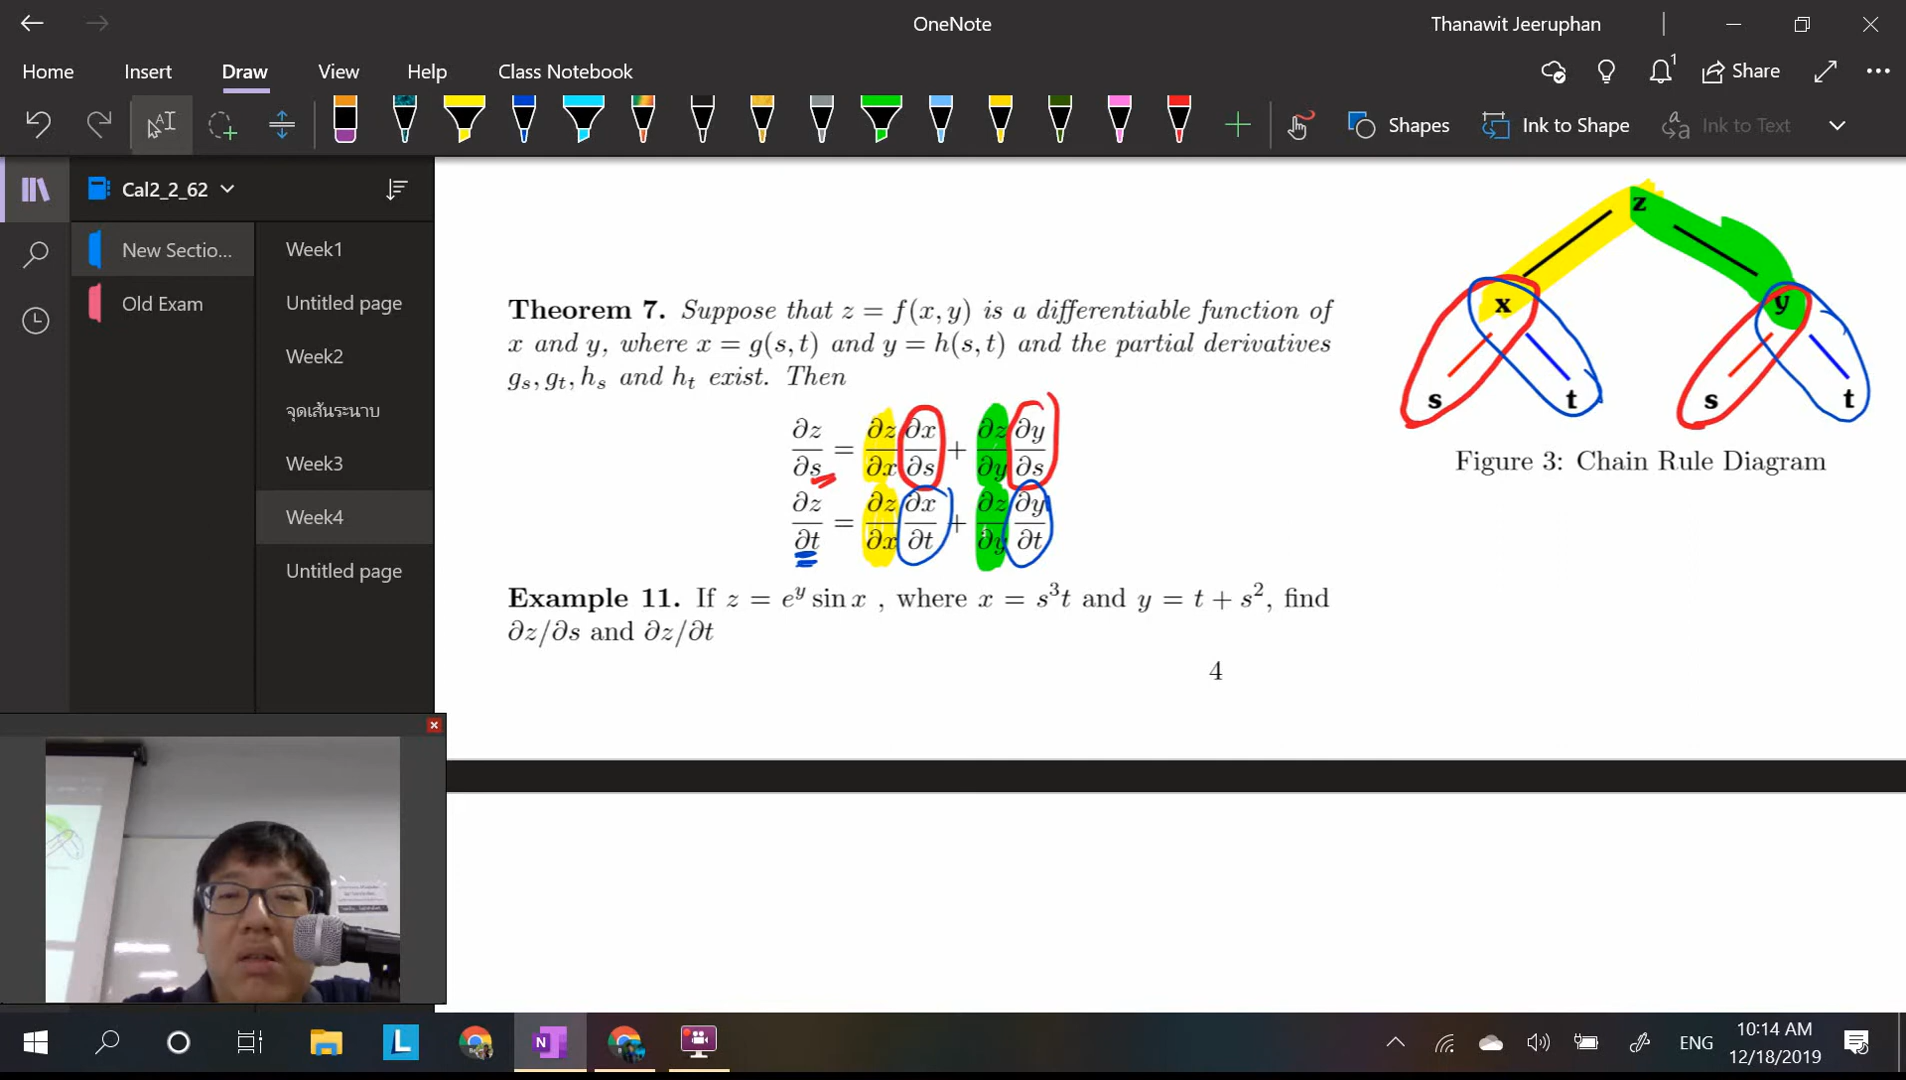 OneNote
Thanawit Jeeruphan
Home Insert Draw View Help Class Notebook
1
Share
Shapes
Ink to Shape
Ink to Text
Cal2_2_62
New Sectio...
Old Exam
Week1
Untitled page
Week2
จุดเส้นระนาบ
Week3
Week4
Untitled page
Theorem 7. Suppose that z = f(x, y) is a differentiable function of
x and y, where x = g(s, t) and y = h(s, t) and the partial derivatives
g_s, g_t, h_s and h_t exist. Then
∂z/∂s = ∂z/∂x ∂x/∂s + ∂z/∂y ∂y/∂s
∂z/∂t = ∂z/∂x ∂x/∂t + ∂z/∂y ∂y/∂t
Example 11. If z = e^y sin x , where x = s^3t and y = t + s^2, find
∂z/∂s and ∂z/∂t
4
z
x y
s t s t
Figure 3: Chain Rule Diagram
L
N
ENG
10:14 AM
12/18/2019